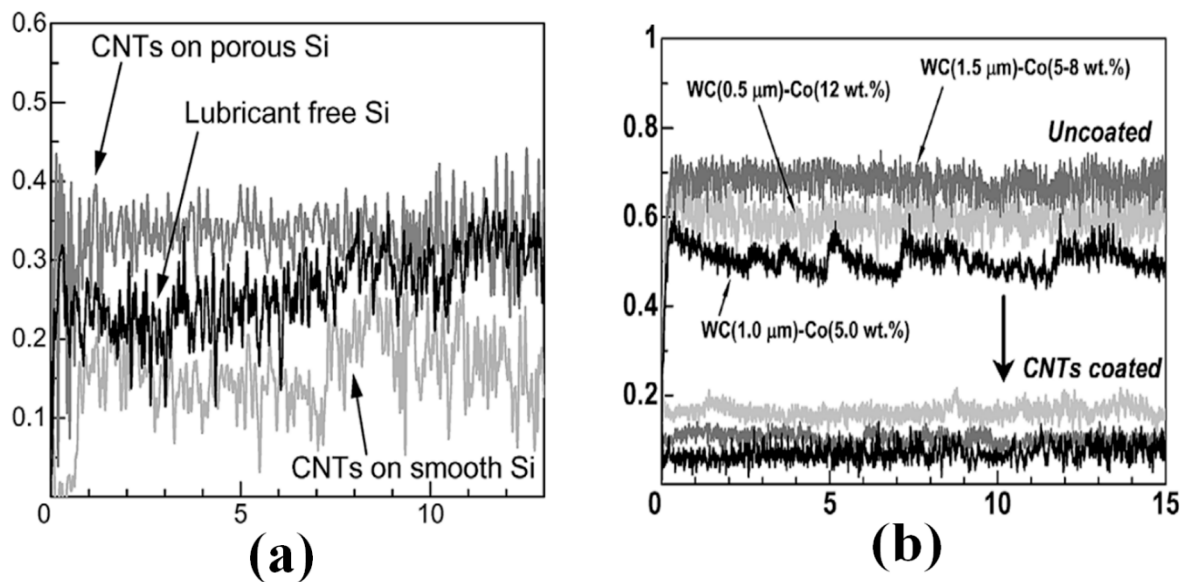 0.6
0.5
0.4
0.3
0.2
0.1
0
5
10
CNTs on porous Si
Lubricant free Si
CNTs on smooth Si
(a)
1
0.8
0.6
0.4
0.2
0
5
10
15
WC(1.5 μm)-Co(5-8 wt.%)
WC(0.5 μm)-Co(12 wt.%)
Uncoated
WC(1.0 μm)-Co(5.0 wt.%)
CNTs coated
(b)